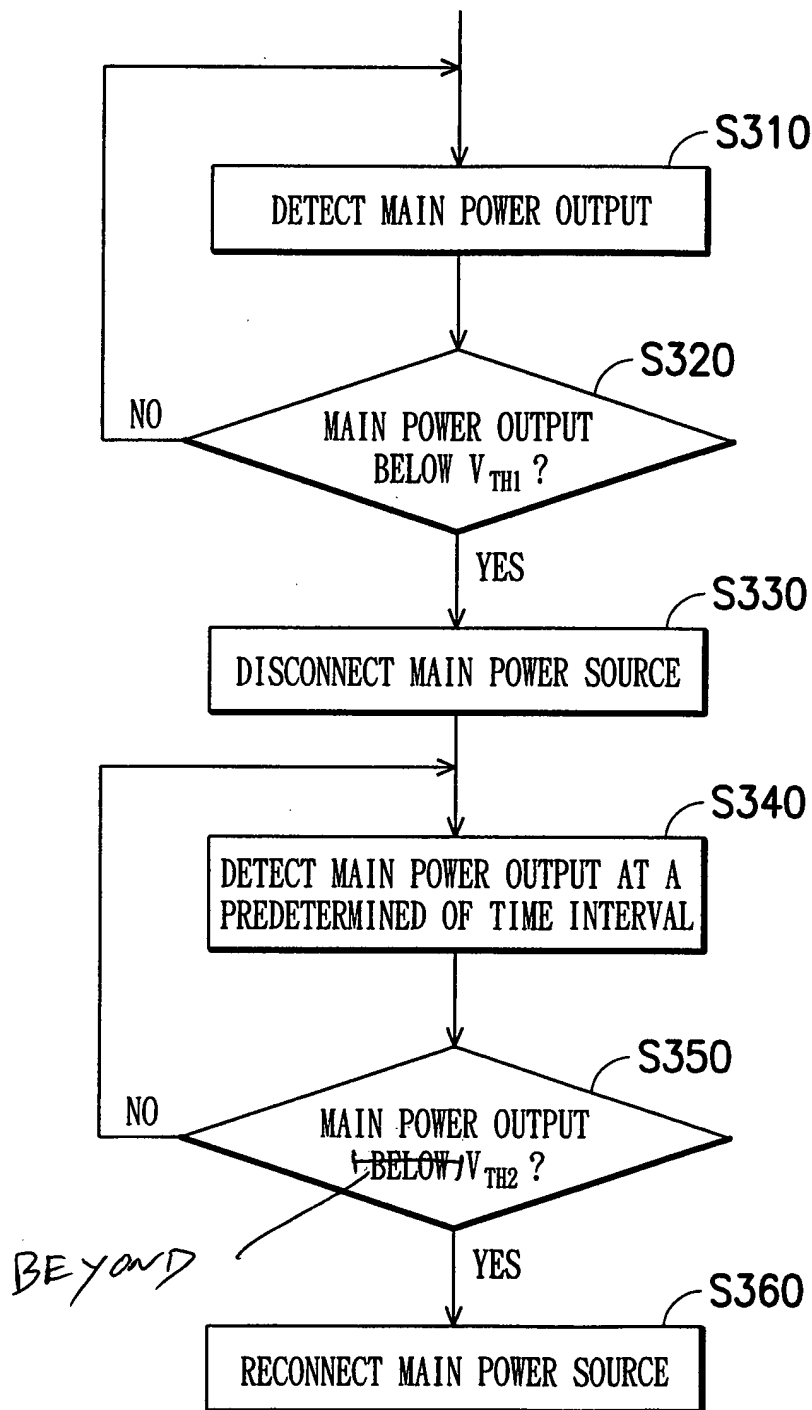 S310
DETECT MAIN POWER OUTPUT
S320
MAIN POWER OUTPUT
BELOW V_TH1 ?
NO
YES
S330
DISCONNECT MAIN POWER SOURCE
S340
DETECT MAIN POWER OUTPUT AT A
PREDETERMINED OF TIME INTERVAL
S350
MAIN POWER OUTPUT
(BELOW) V_TH2 ?
NO
BEYOND
YES
S360
RECONNECT MAIN POWER SOURCE